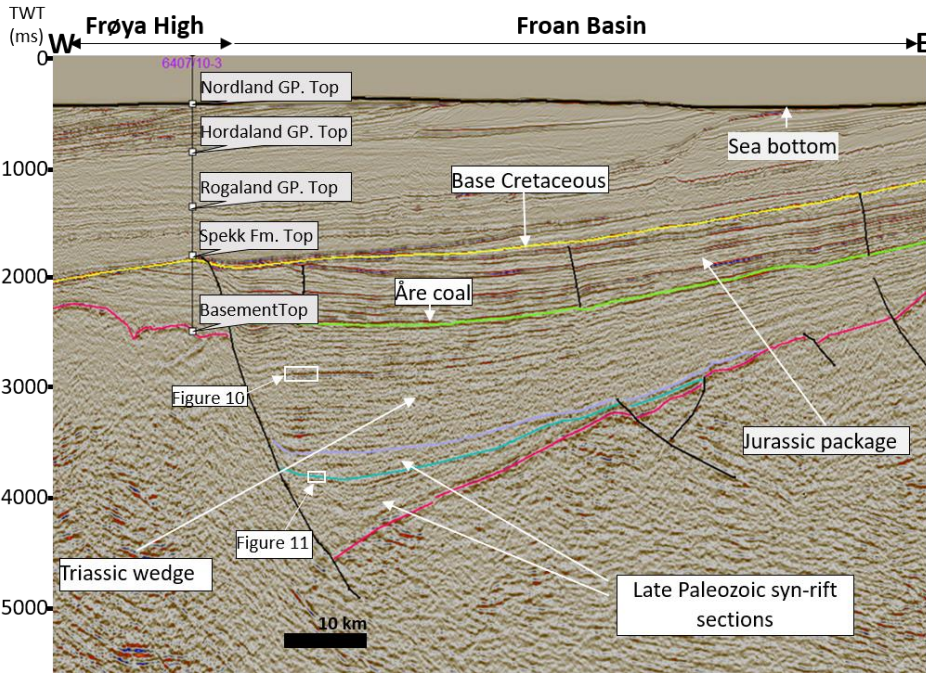 TWT
(ms)
W
Frøya High
Froan Basin
E
0
6407/10-3
Nordland GP. Top
Hordaland GP. Top
Sea bottom
1000
Base Cretaceous
Rogaland GP. Top
Spekk Fm. Top
2000
Åre coal
BasementTop
3000
Figure 10
Jurassic package
4000
Figure 11
Triassic wedge
Late Paleozoic syn-rift
sections
5000
10 km